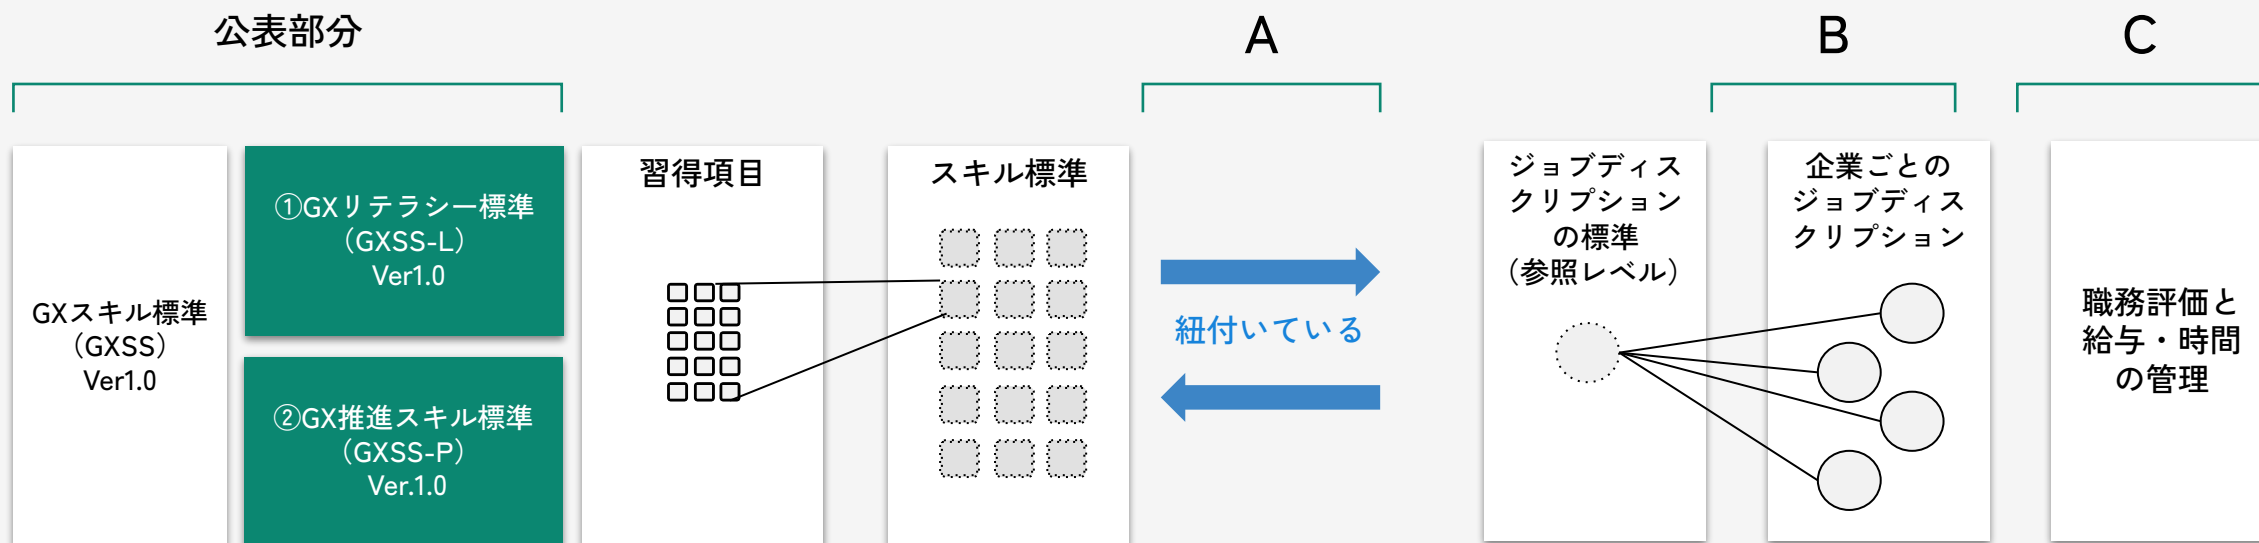 公表部分
A
B
C
GXスキル標準
（GXSS）
Ver1.0
①GXリテラシー標準
（GXSS-L）
Ver1.0
②GX推進スキル標準
（GXSS-P）
Ver.1.0
習得項目
スキル標準
紐付いている
ジョブディス
クリプション
の標準
（参照レベル）
企業ごとの
ジョブディス
クリプション
職務評価と
給与・時間
の管理